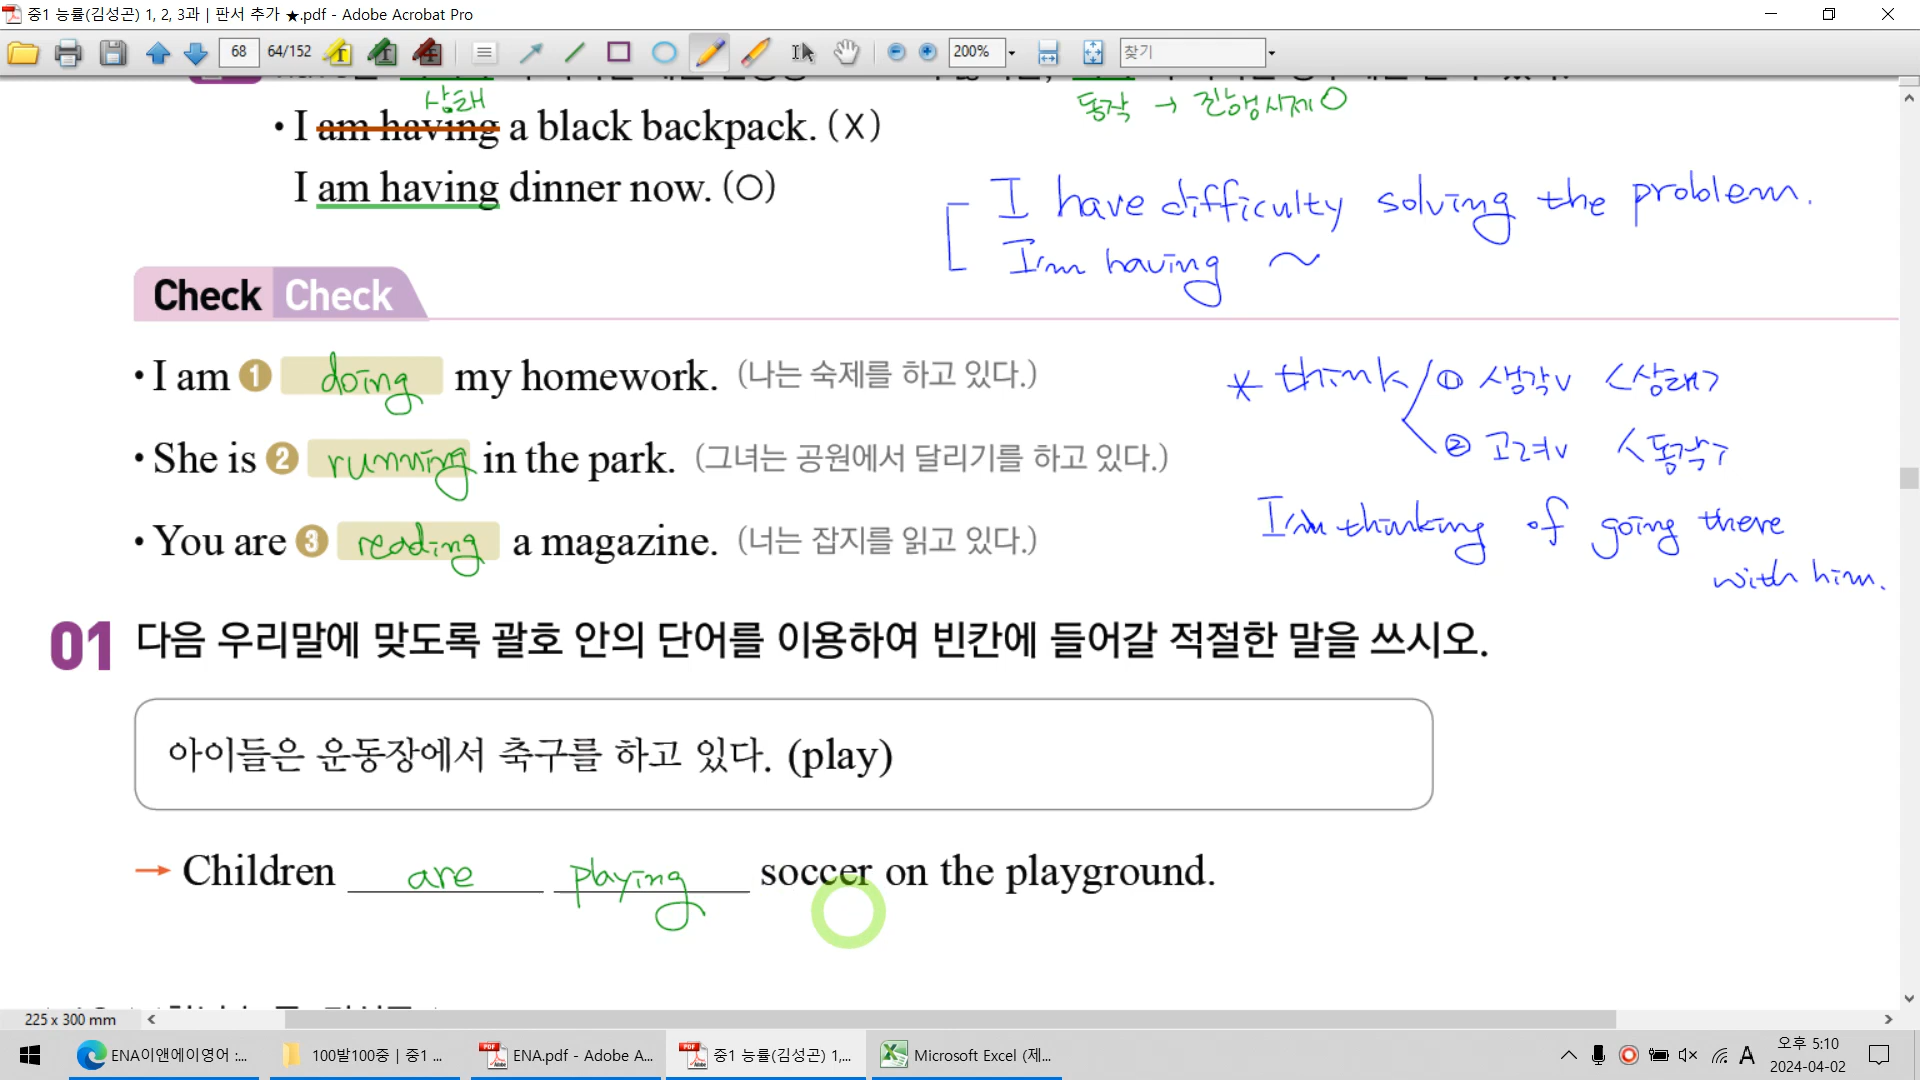 중1 능률(김성곤) 1, 2, 3과 | 판서 추가 ★.pdf - Adobe Acrobat Pro
68 64/152 200% 찾기
상태
동작 → 진행시제 O
• I am having a black backpack. (X)
I am having dinner now. (O)
I have difficulty solving the problem.
I'm having ~
Check Check
• I am 1 doing my homework. (나는 숙제를 하고 있다.)
* think ① 생각v <상태>
• She is 2 running in the park. (그녀는 공원에서 달리기를 하고 있다.)
② 고려v <동작>
• You are 3 reading a magazine. (너는 잡지를 읽고 있다.)
I'm thinking of going there
with him.
01 다음 우리말에 맞도록 괄호 안의 단어를 이용하여 빈칸에 들어갈 적절한 말을 쓰시오.
아이들은 운동장에서 축구를 하고 있다. (play)
→ Children are playing soccer on the playground.
225 x 300 mm
ENA이앤에이영어 :... 100발100중 | 중1 ... ENA.pdf - Adobe A... 중1 능률(김성곤) 1,... Microsoft Excel (제... A 오후 5:10
2024-04-02